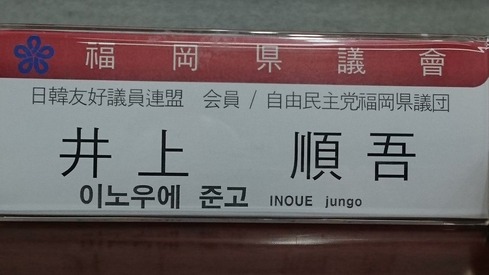 福岡県議會
日韓友好議員連盟　会員 / 自由民主党福岡県議団
井上　順吾
이노우에 준고 INOUE jungo